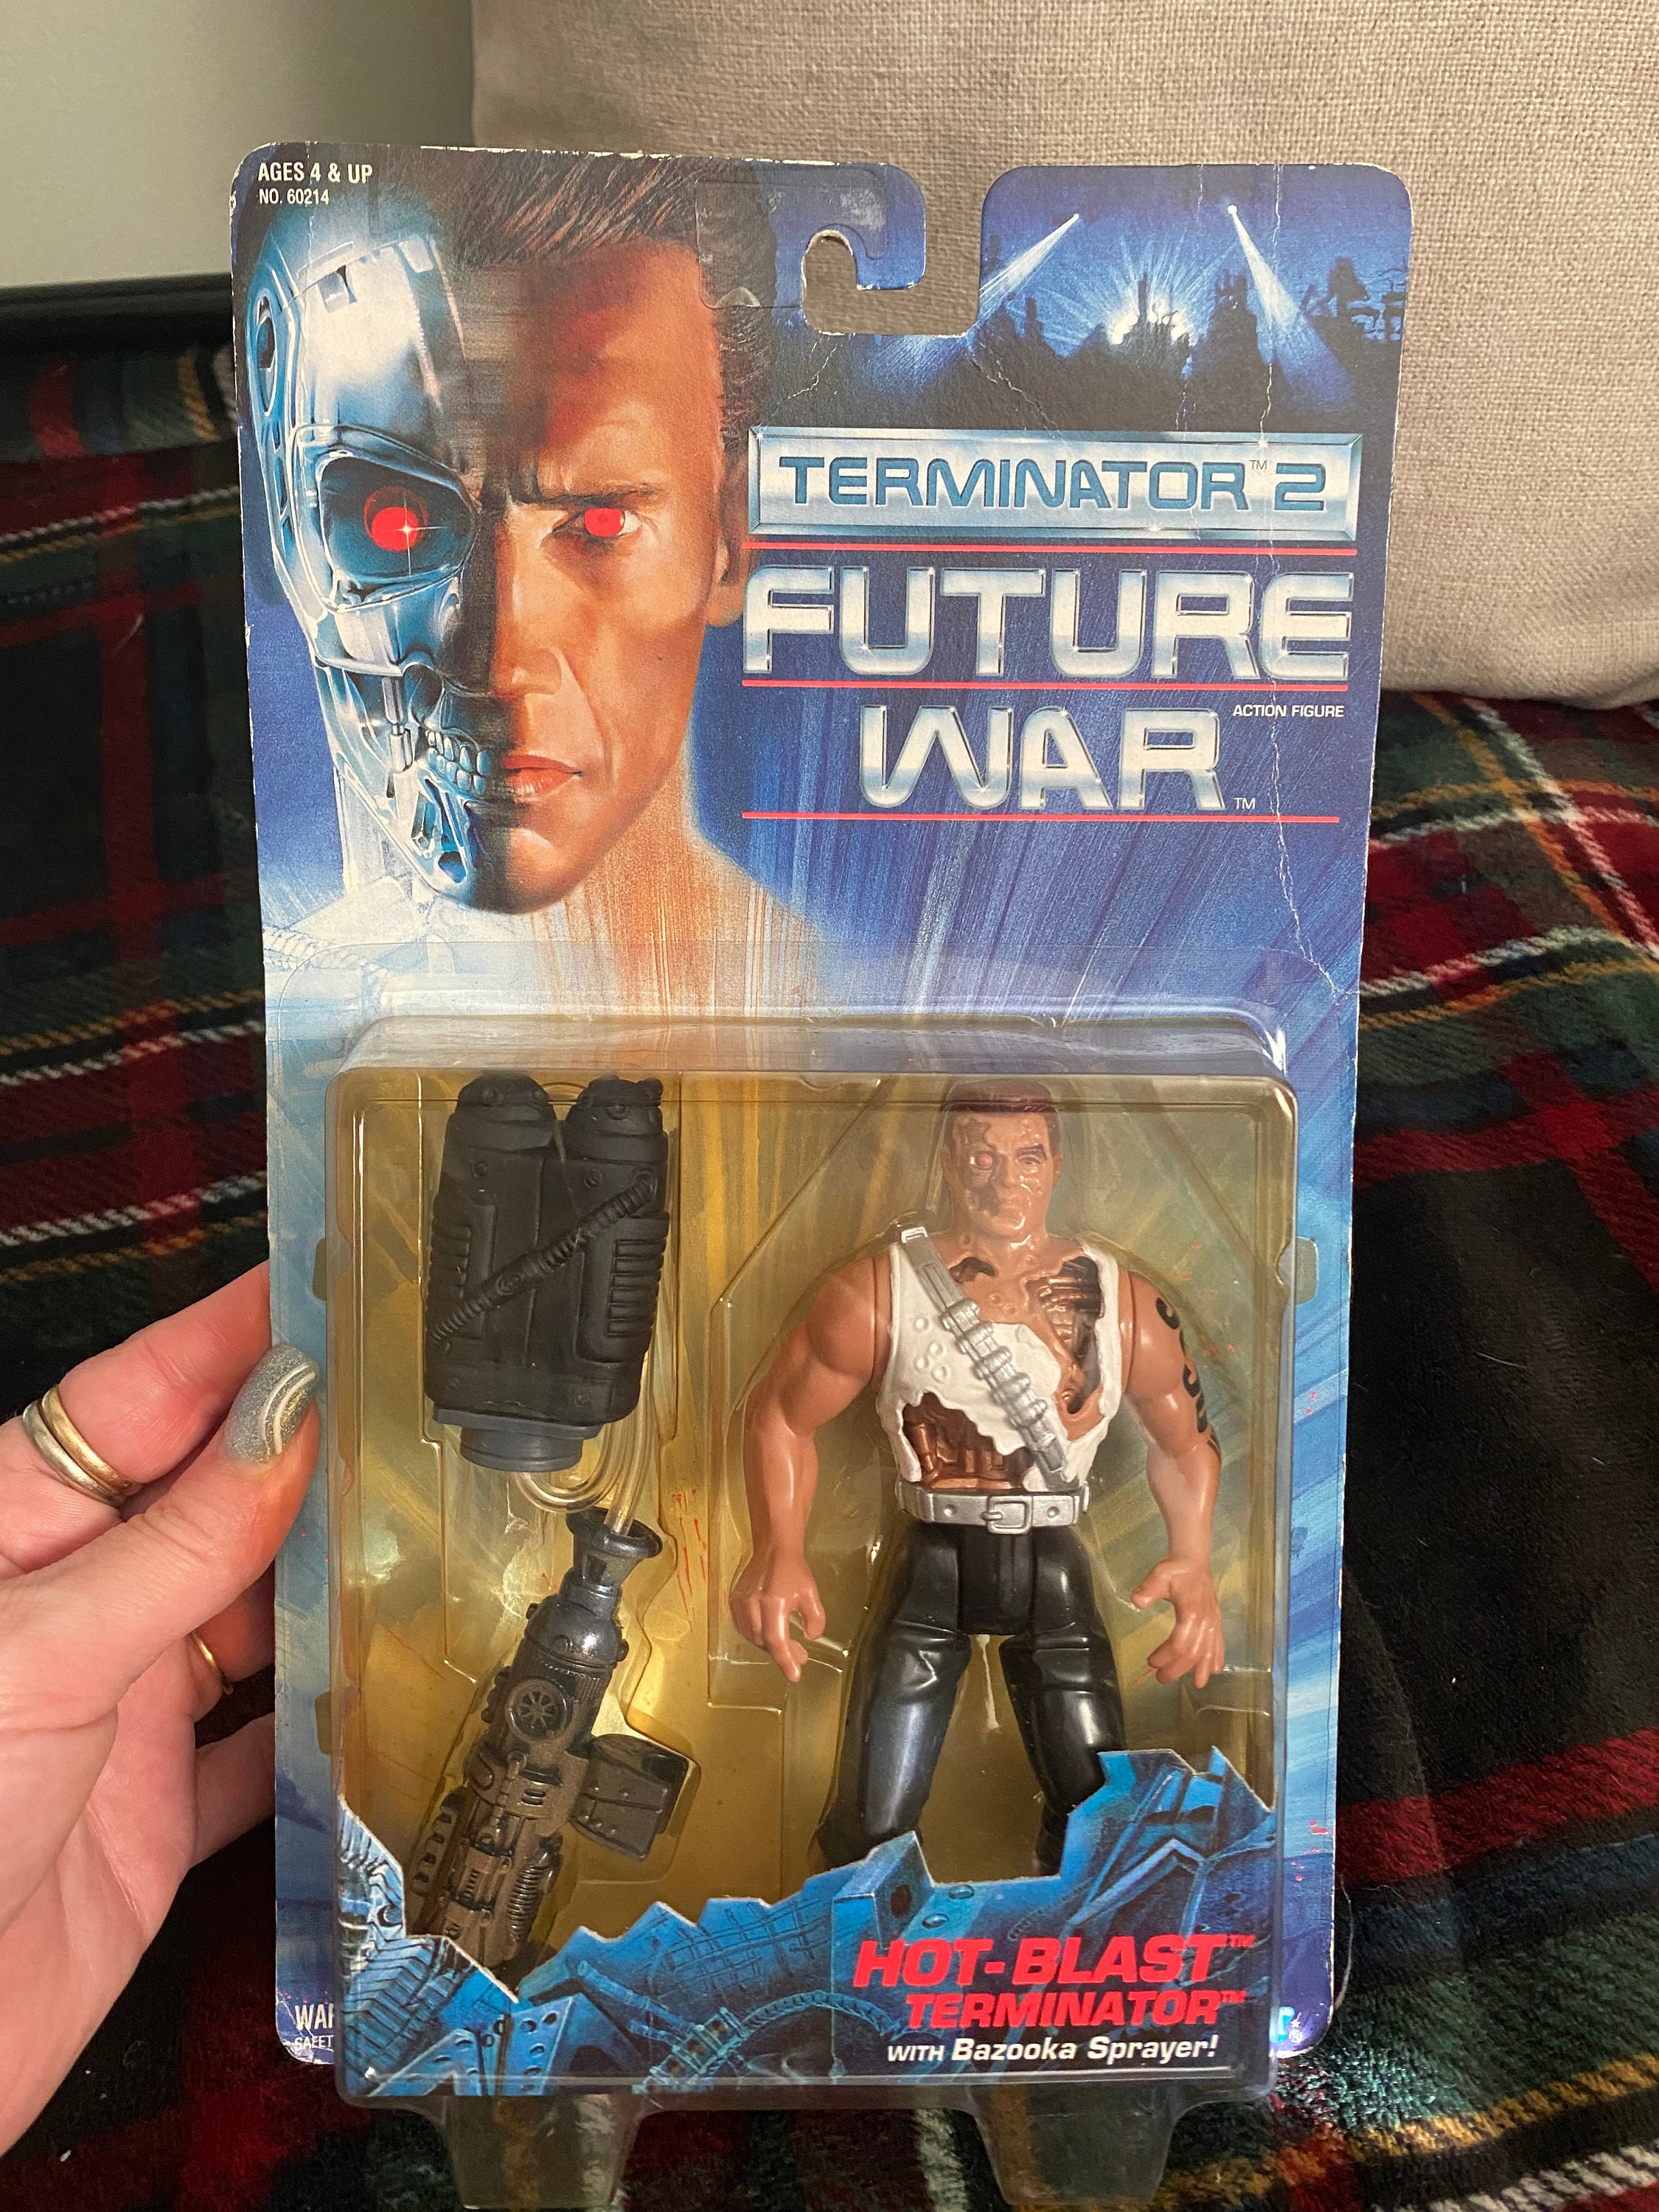 AGES 4 & UP
NO. 60214
TERMINATOR™ 2
FUTURE
WAR™
ACTION FIGURE
HOT-BLAST™
TERMINATOR™
WITH Bazooka Sprayer!